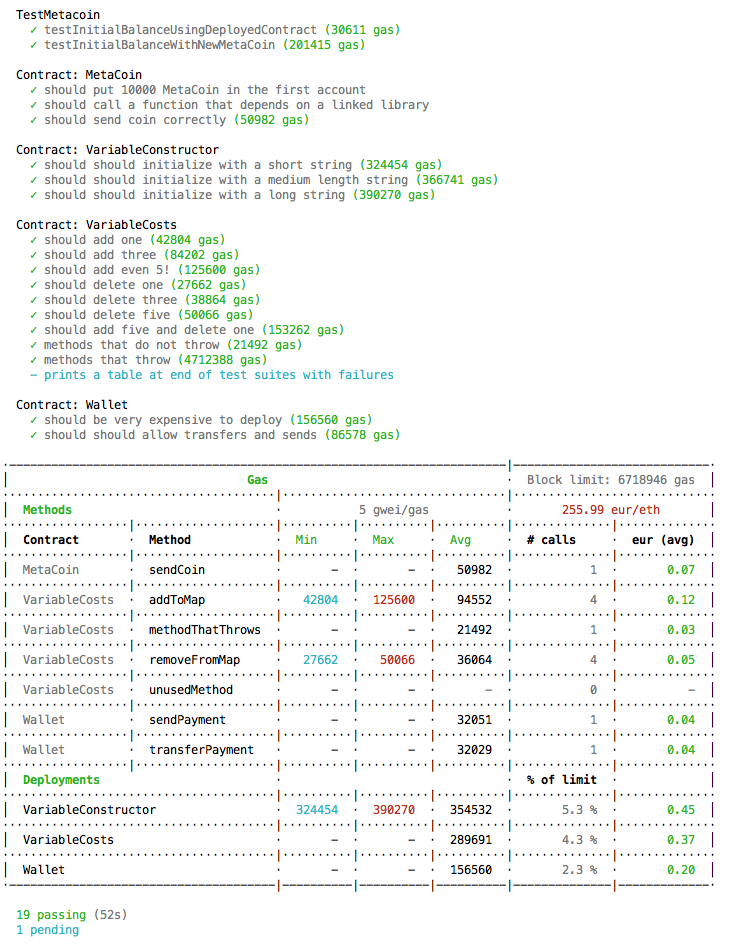 TestMetacoin
✓ testInitialBalanceUsingDeployedContract (30611 gas)
✓ testInitialBalanceWithNewMetaCoin (201415 gas)
Contract: MetaCoin
✓ should put 10000 MetaCoin in the first account
✓ should call a function that depends on a linked library
✓ should send coin correctly (50982 gas)
Contract: VariableConstructor
✓ should should initialize with a short string (324454 gas)
✓ should should initialize with a medium length string (366741 gas)
✓ should should initialize with a long string (390270 gas)
Contract: VariableCosts
✓ should add one (42804 gas)
✓ should add three (84202 gas)
✓ should add even 5! (125600 gas)
✓ should delete one (27662 gas)
✓ should delete three (38864 gas)
✓ should delete five (50066 gas)
✓ should add five and delete one (153262 gas)
✓ methods that do not throw (21492 gas)
✓ methods that throw (4712388 gas)
– prints a table at end of test suites with failures
Contract: Wallet
✓ should be very expensive to deploy (156560 gas)
✓ should should allow transfers and sends (86578 gas)
Gas · Block limit: 6718946 gas
Methods · 5 gwei/gas · 255.99 eur/eth
Contract · Method · Min · Max · Avg · # calls · eur (avg)
MetaCoin · sendCoin · – · – · 50982 · 1 · 0.07
VariableCosts · addToMap · 42804 · 125600 · 94552 · 4 · 0.12
VariableCosts · methodThatThrows · – · – · 21492 · 1 · 0.03
VariableCosts · removeFromMap · 27662 · 50066 · 36064 · 4 · 0.05
VariableCosts · unusedMethod · – · – · – · 0 · –
Wallet · sendPayment · – · – · 32051 · 1 · 0.04
Wallet · transferPayment · – · – · 32029 · 1 · 0.04
Deployments · · % of limit ·
VariableConstructor · 324454 · 390270 · 354532 · 5.3 % · 0.45
VariableCosts · – · – · 289691 · 4.3 % · 0.37
Wallet · – · – · 156560 · 2.3 % · 0.20
19 passing (52s)
1 pending